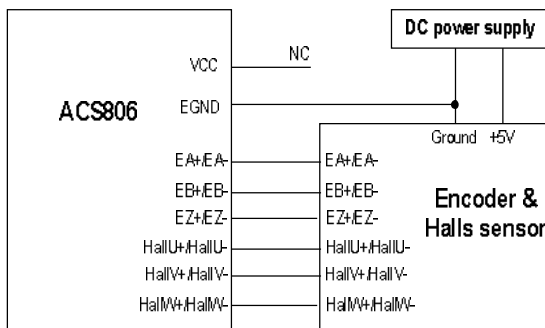 DC power supply
VCC
NC
ACS806
EGND
Ground +5V
EA+/EA-
EA+/EA-
EB+/EB-
EB+/EB-
Encoder &
EZ+/EZ-
EZ+/EZ-
Halls sensor
HallU+/HallU-
HallU+/HallU-
HallV+/HallV-
HallV+/HallV-
HallW+/HallW-
HallW+/HallW-